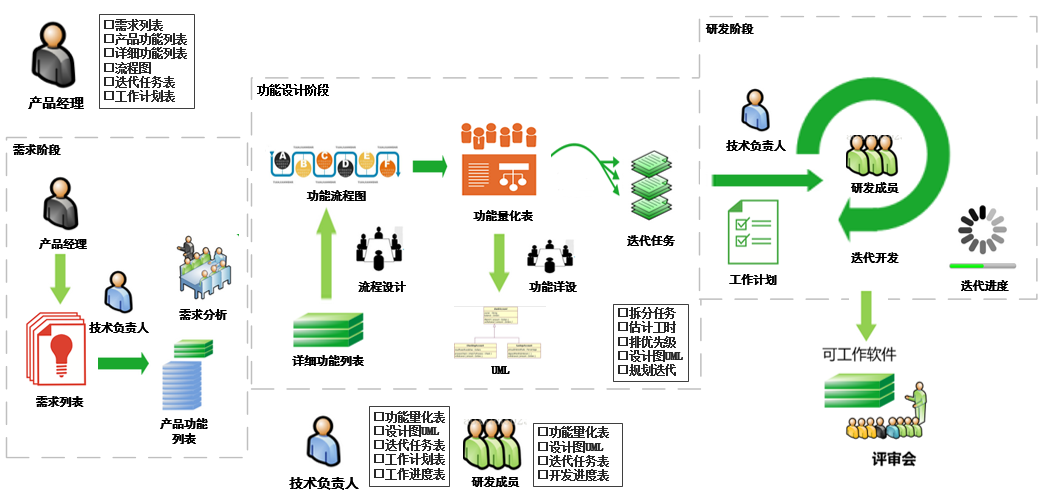 产品经理
☐需求列表
☐产品功能列表
☐详细功能列表
☐流程图
☐迭代任务表
☐工作计划表
需求阶段
产品经理
技术负责人
需求分析
需求列表
产品功能
列表
功能设计阶段
A
B
C
D
E
F
功能流程图
功能量化表
迭代任务
流程设计
功能详设
详细功能列表
UML
☐拆分任务
☐估计工时
☐排优先级
☐设计图UML
☐规划迭代
研发阶段
技术负责人
研发成员
工作计划
迭代开发
迭代进度
可工作软件
评审会
技术负责人
☐功能量化表
☐设计图UML
☐迭代任务表
☐工作计划表
☐工作进度表
研发成员
☐功能量化表
☐设计图UML
☐迭代任务表
☐开发进度表